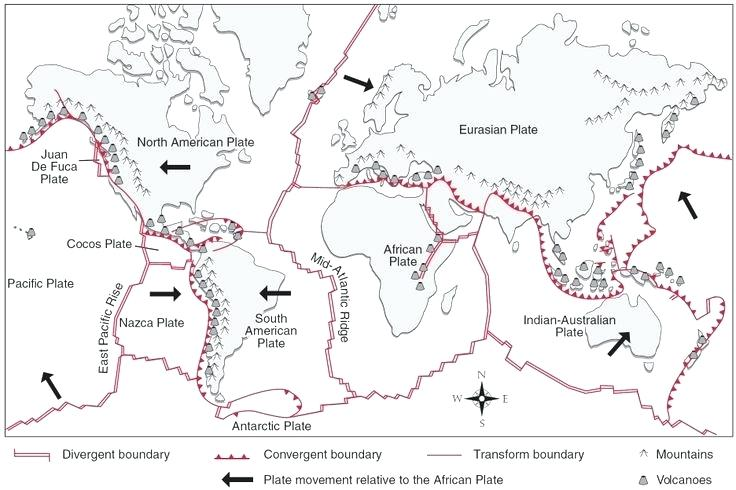 North American Plate
Eurasian Plate
Juan
De Fuca
Plate
Cocos Plate
African
Plate
Mid-Atlantic Ridge
Pacific Plate
East Pacific Rise
Nazca Plate
South
American
Plate
Indian-Australian
Plate
N
W E
S
Antarctic Plate
Divergent boundary Convergent boundary Transform boundary Mountains
Plate movement relative to the African Plate Volcanoes